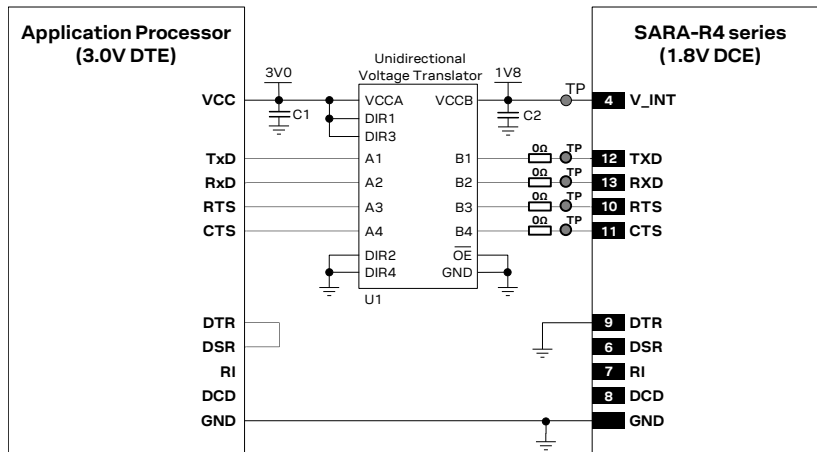 Application Processor
(3.0V DTE)
SARA-R4 series
(1.8V DCE)
Unidirectional
Voltage Translator
3V0
1V8
TP
VCC
VCCA
VCCB
4
V_INT
C1
DIR1
C2
DIR3
0Ω TP
TxD
A1
B1
12
TXD
0Ω TP
RxD
A2
B2
13
RXD
0Ω TP
RTS
A3
B3
10
RTS
0Ω TP
CTS
A4
B4
11
CTS
DIR2
OE
DIR4
GND
U1
DTR
9
DTR
DSR
6
DSR
RI
7
RI
DCD
8
DCD
GND
GND